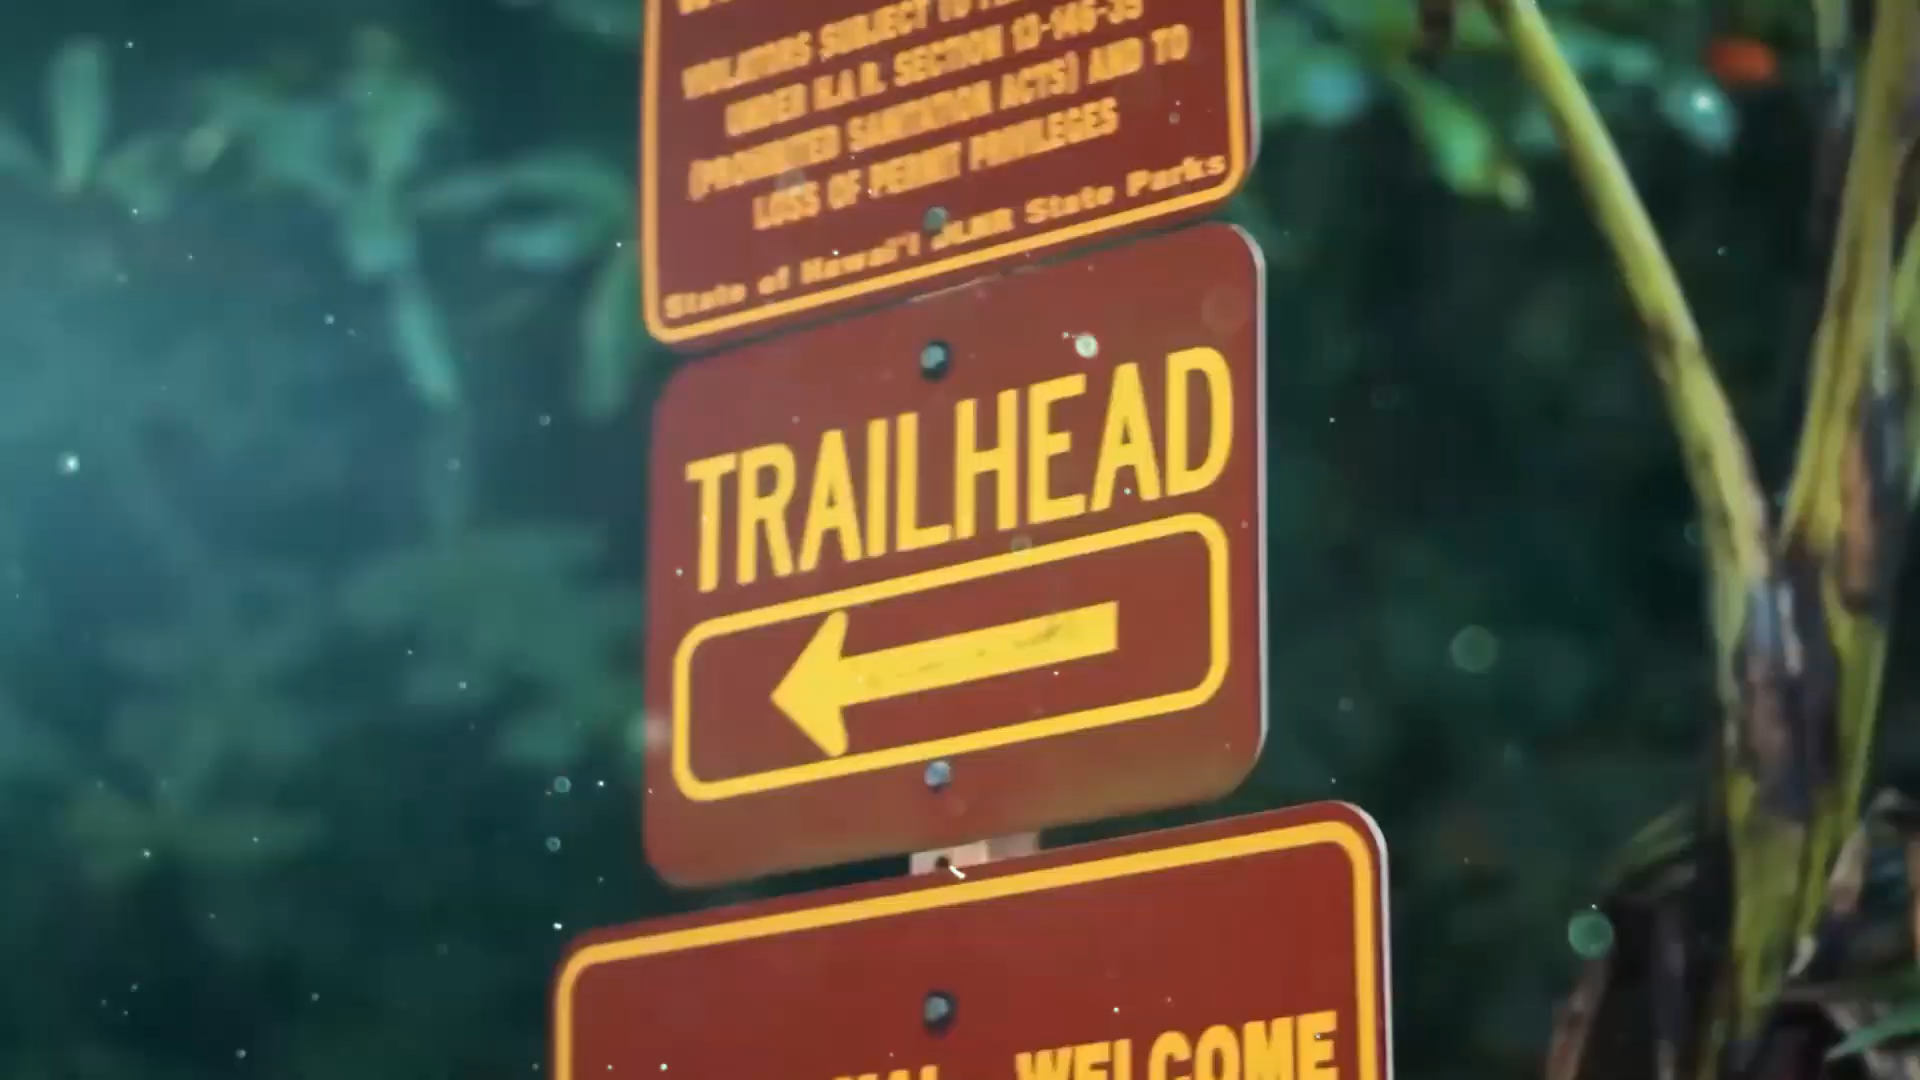 VIOLATORS SUBJECT TO
UNDER H.A.R. SECTION 13-146-39
(PROHIBITED SANITATION ACTS) AND TO
LOSS OF PERMIT PRIVILEGES
State of Hawai'i DLNR State Parks
TRAILHEAD
WELCOME